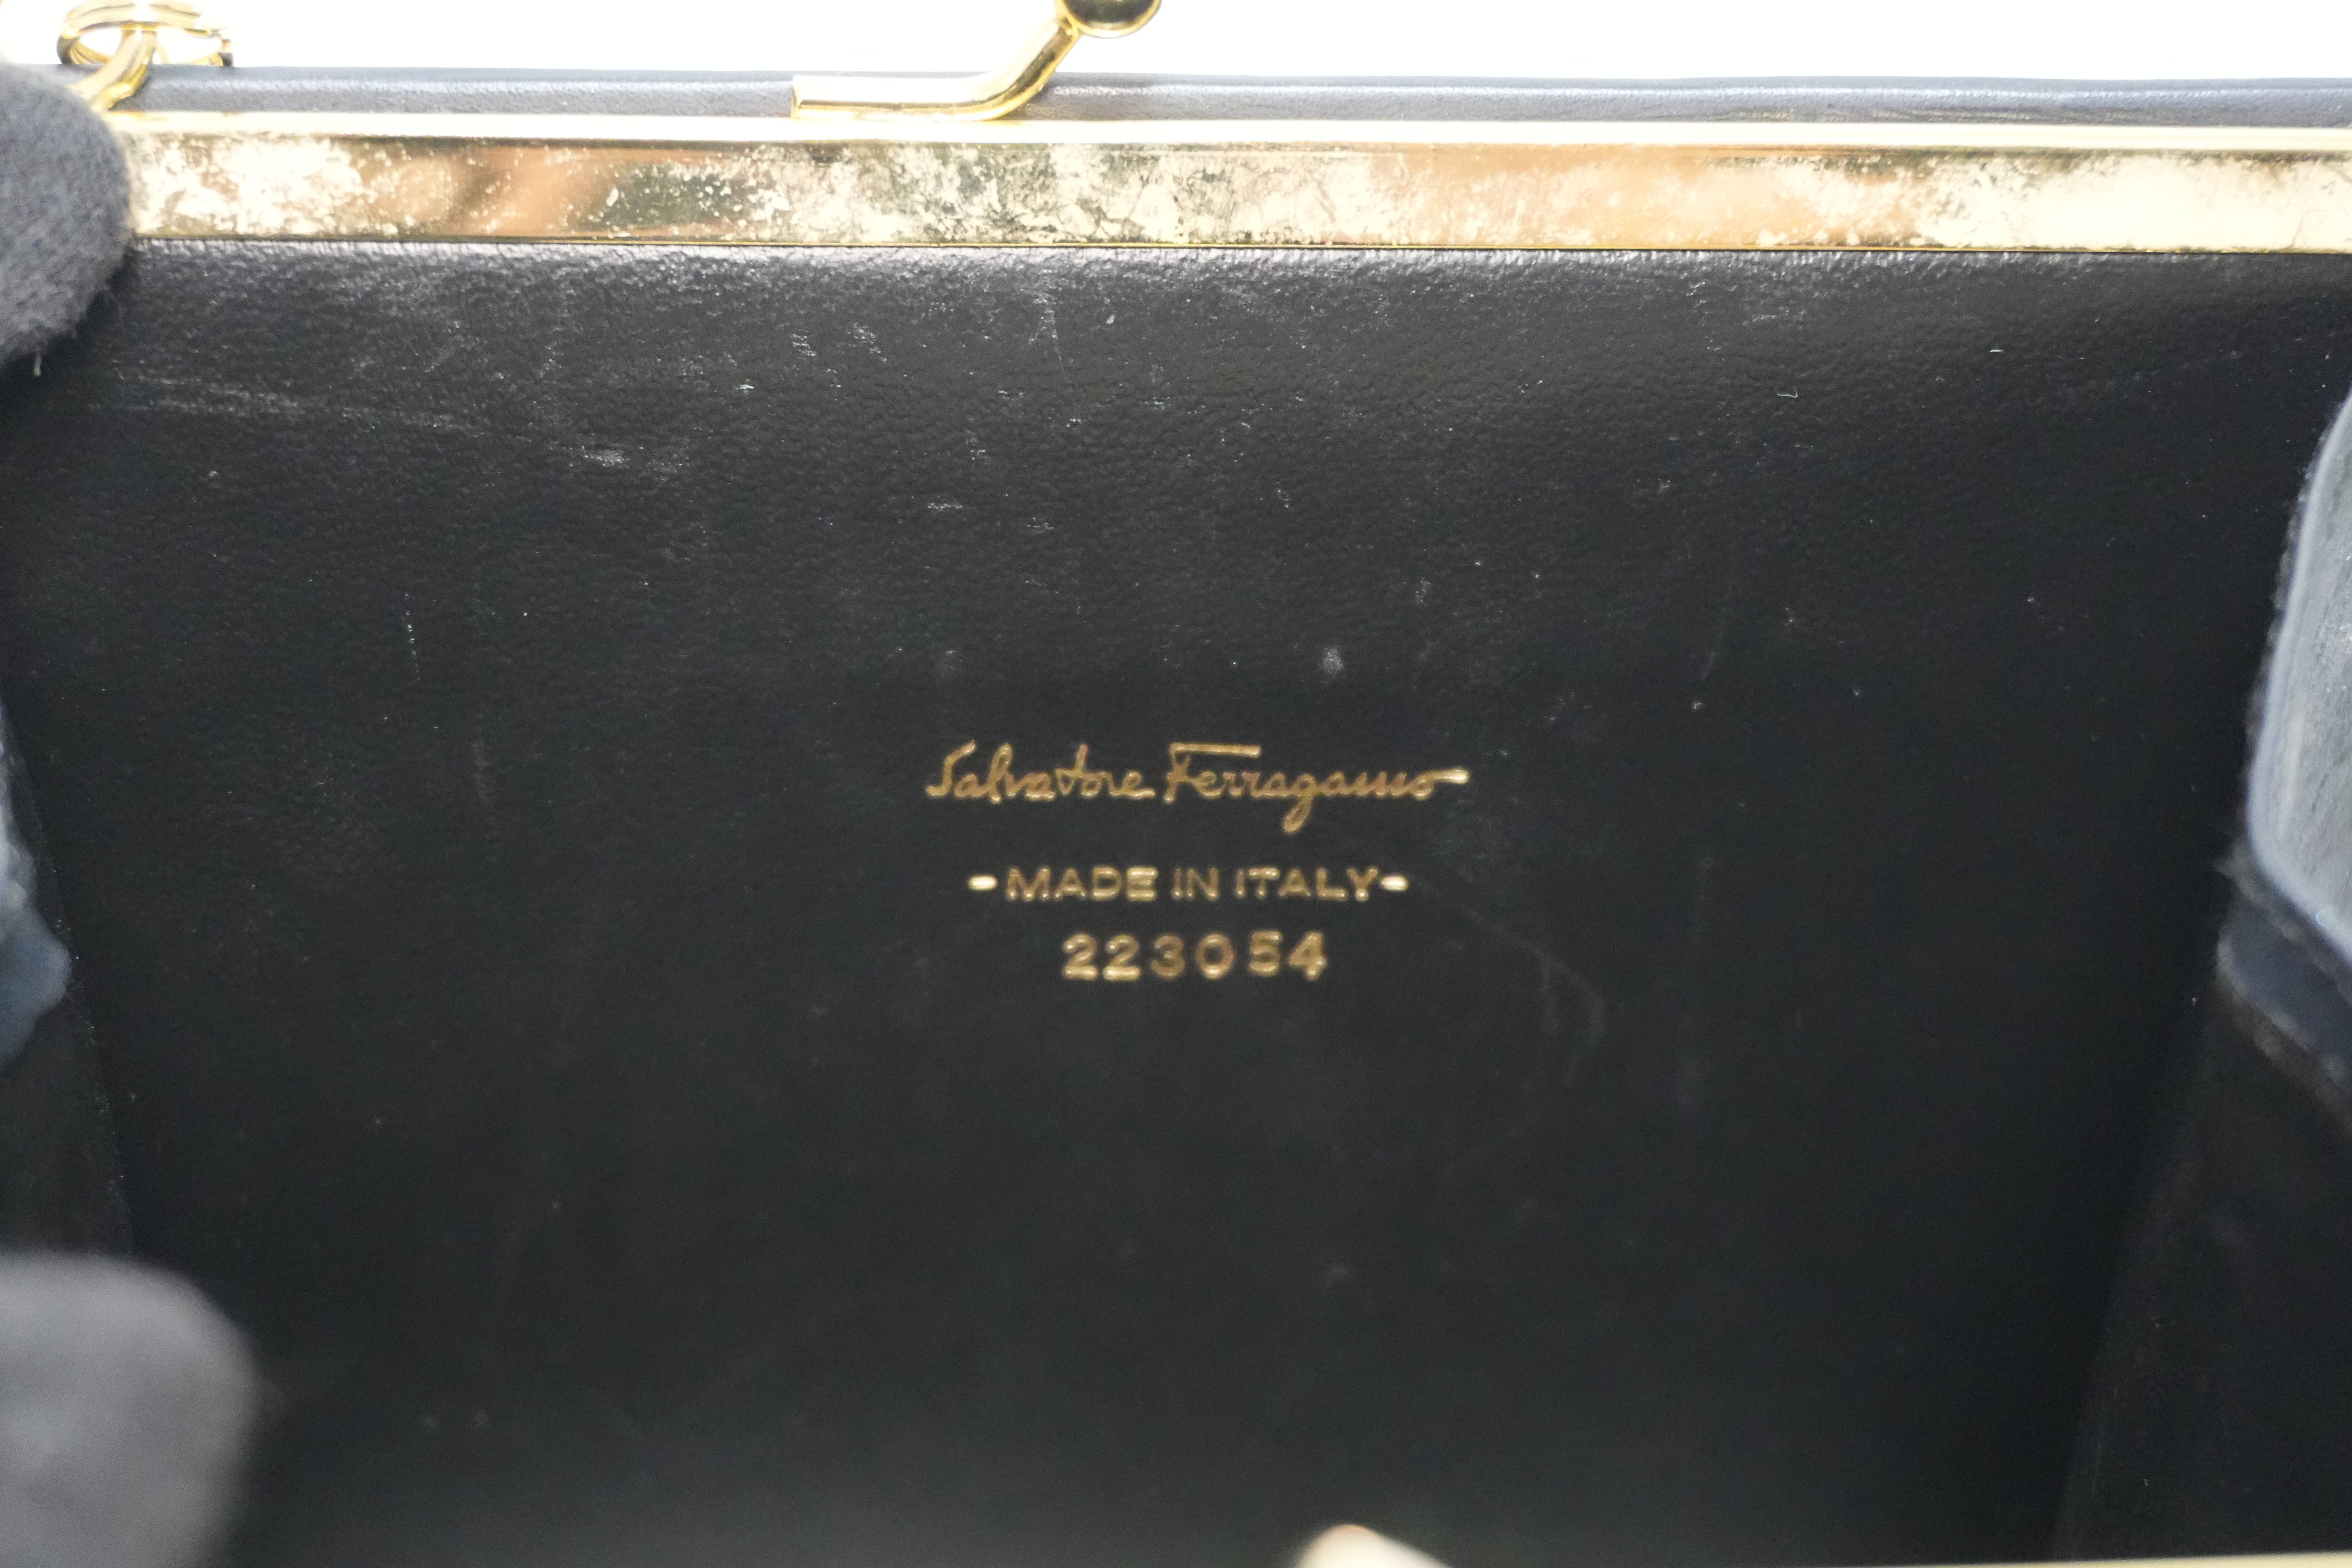 Salvatore Ferragamo
-MADE IN ITALY-
223054